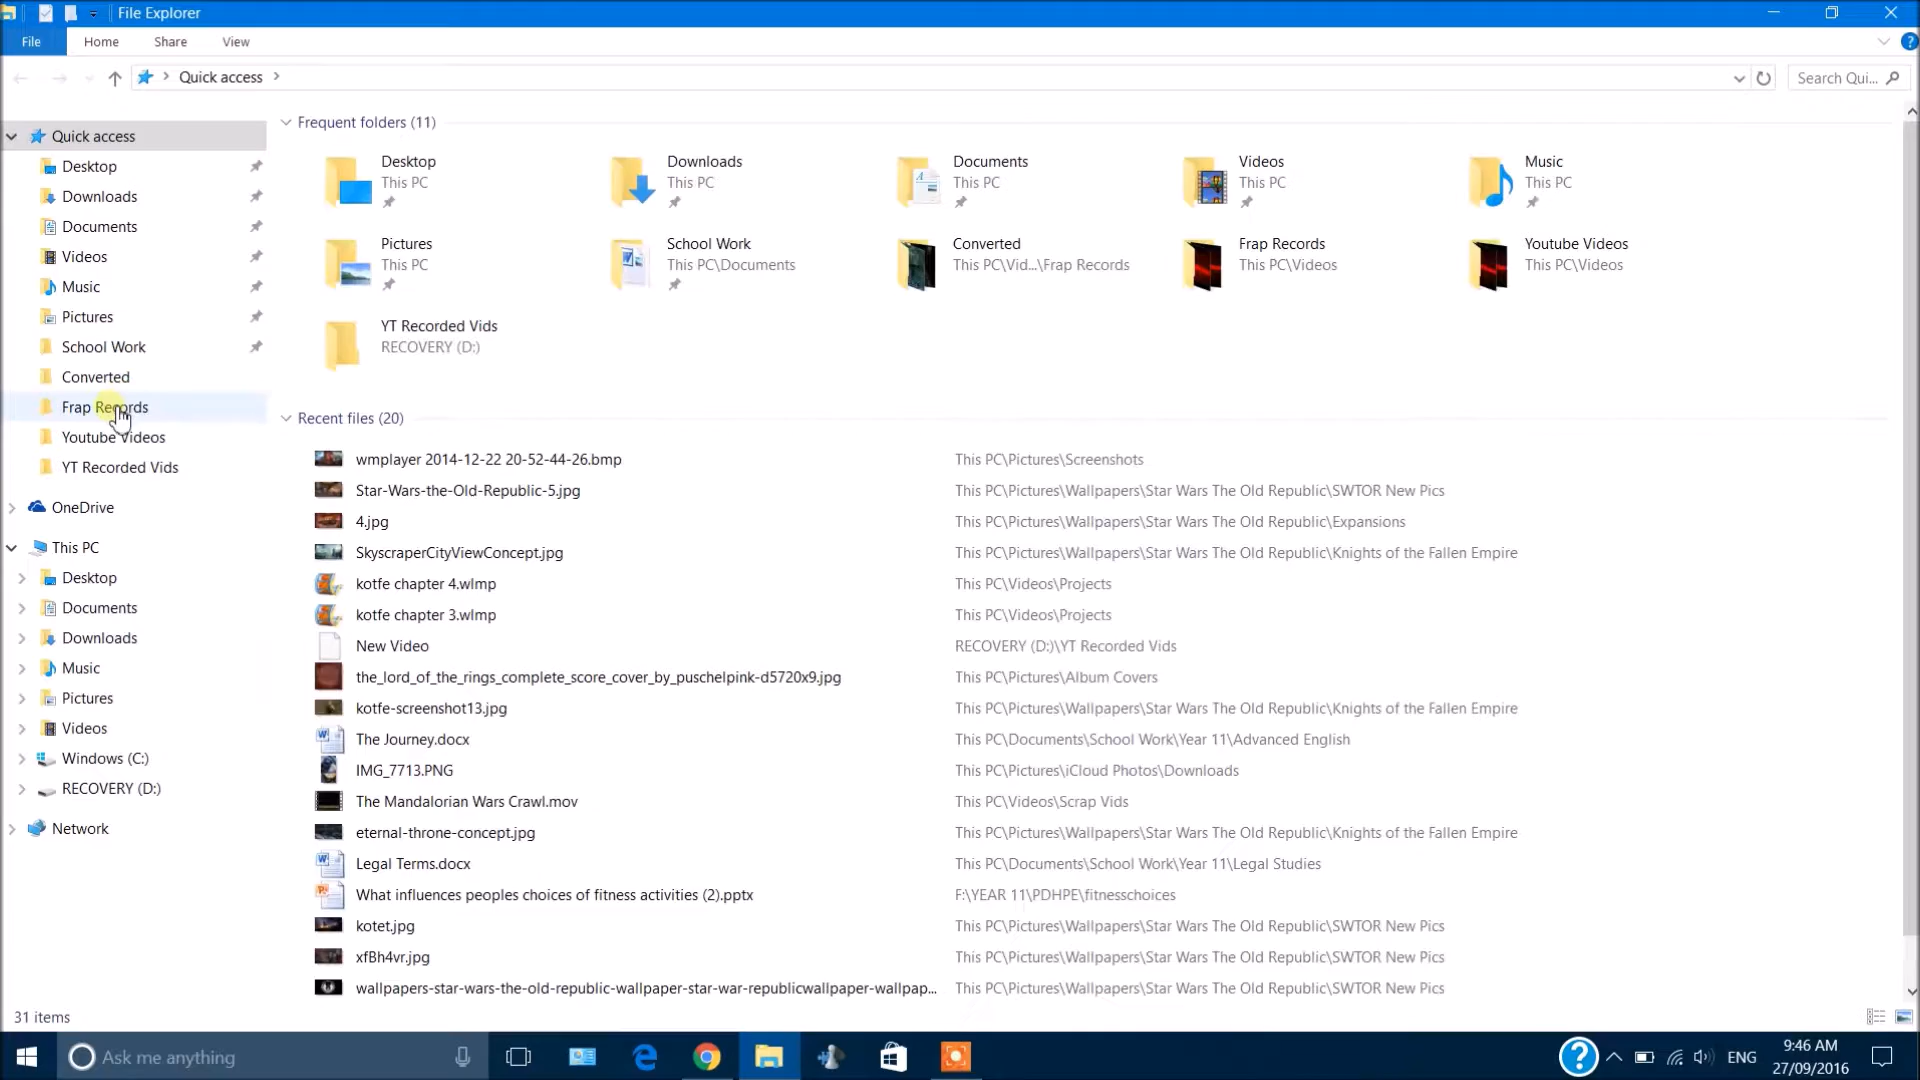 File Explorer
File Home Share View
Quick access
Search Qui...
Quick access
Desktop
Downloads
Documents
Videos
Music
Pictures
School Work
Converted
Frap Records
Youtube Videos
YT Recorded Vids
OneDrive
This PC
Desktop
Documents
Downloads
Music
Pictures
Videos
Windows (C:)
RECOVERY (D:)
Network
Frequent folders (11)
Desktop
This PC
Downloads
This PC
Documents
This PC
Videos
This PC
Music
This PC
Pictures
This PC
School Work
This PC\Documents
Converted
This PC\Vid...\Frap Records
Frap Records
This PC\Videos
Youtube Videos
This PC\Videos
YT Recorded Vids
RECOVERY (D:)
Recent files (20)
wmplayer 2014-12-22 20-52-44-26.bmp This PC\Pictures\Screenshots
Star-Wars-the-Old-Republic-5.jpg This PC\Pictures\Wallpapers\Star Wars The Old Republic\SWTOR New Pics
4.jpg This PC\Pictures\Wallpapers\Star Wars The Old Republic\Expansions
SkyscraperCityViewConcept.jpg This PC\Pictures\Wallpapers\Star Wars The Old Republic\Knights of the Fallen Empire
kotfe chapter 4.wlmp This PC\Videos\Projects
kotfe chapter 3.wlmp This PC\Videos\Projects
New Video RECOVERY (D:)\YT Recorded Vids
the_lord_of_the_rings_complete_score_cover_by_puschelpink-d5720x9.jpg This PC\Pictures\Album Covers
kotfe-screenshot13.jpg This PC\Pictures\Wallpapers\Star Wars The Old Republic\Knights of the Fallen Empire
The Journey.docx This PC\Documents\School Work\Year 11\Advanced English
IMG_7713.PNG This PC\Pictures\iCloud Photos\Downloads
The Mandalorian Wars Crawl.mov This PC\Videos\Scrap Vids
eternal-throne-concept.jpg This PC\Pictures\Wallpapers\Star Wars The Old Republic\Knights of the Fallen Empire
Legal Terms.docx This PC\Documents\School Work\Year 11\Legal Studies
What influences peoples choices of fitness activities (2).pptx F:\YEAR 11\PDHPE\fitnesschoices
kotet.jpg This PC\Pictures\Wallpapers\Star Wars The Old Republic\SWTOR New Pics
xfBh4vr.jpg This PC\Pictures\Wallpapers\Star Wars The Old Republic\SWTOR New Pics
wallpapers-star-wars-the-old-republic-wallpaper-star-war-republicwallpaper-wallpap... This PC\Pictures\Wallpapers\Star Wars The Old Republic\SWTOR New Pics
31 items
Ask me anything
ENG
9:46 AM
27/09/2016